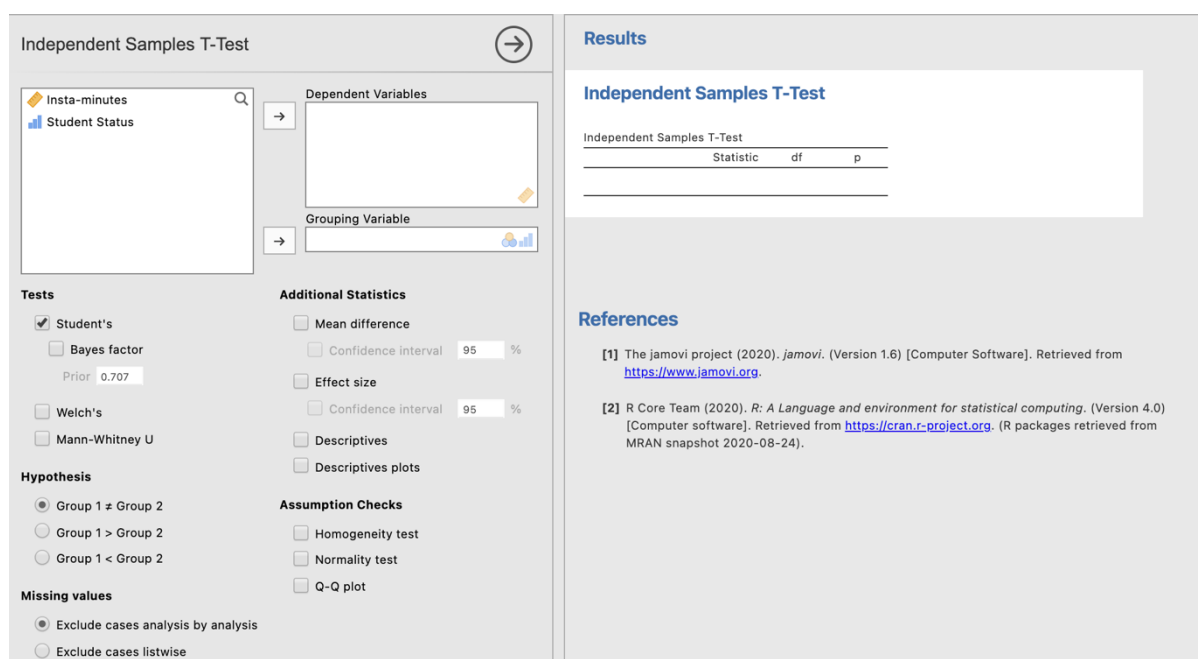 Independent Samples T-Test
Insta-minutes
Student Status
Dependent Variables
Grouping Variable
Tests
Student's
Bayes factor
Prior 0.707
Welch's
Mann-Whitney U
Hypothesis
Group 1 ≠ Group 2
Group 1 > Group 2
Group 1 < Group 2
Missing values
Exclude cases analysis by analysis
Exclude cases listwise
Additional Statistics
Mean difference
Confidence interval 95 %
Effect size
Confidence interval 95 %
Descriptives
Descriptives plots
Assumption Checks
Homogeneity test
Normality test
Q-Q plot
Results
Independent Samples T-Test
Independent Samples T-Test
Statistic df p
References
[1] The jamovi project (2020). jamovi. (Version 1.6) [Computer Software]. Retrieved from
https://www.jamovi.org.
[2] R Core Team (2020). R: A Language and environment for statistical computing. (Version 4.0)
[Computer software]. Retrieved from https://cran.r-project.org. (R packages retrieved from
MRAN snapshot 2020-08-24).